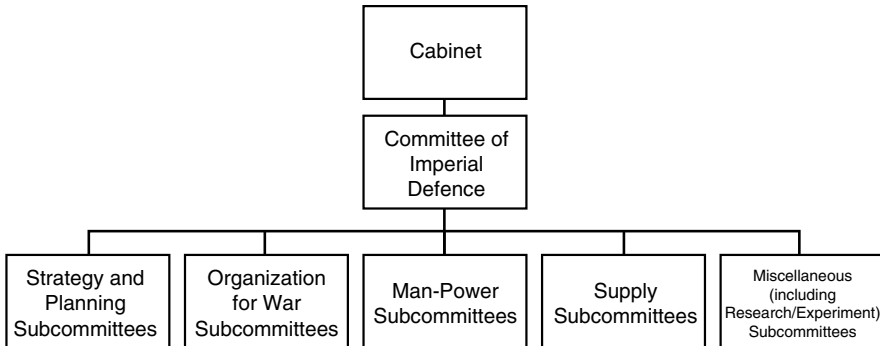 Cabinet
Committee of
Imperial
Defence
Strategy and
Planning
Subcommittees
Organization
for War
Subcommittees
Man-Power
Subcommittees
Supply
Subcommittees
Miscellaneous
(including
Research/Experiment)
Subcommittees